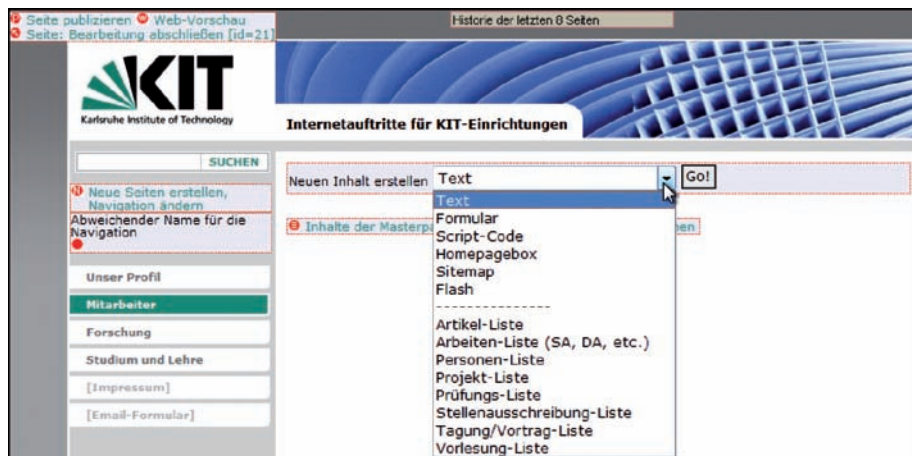 Seite publizieren Web-Vorschau
Seite: Bearbeitung abschließen [id=21]
Historie der letzten 8 Seiten
KIT
Karlsruhe Institute of Technology
Internetauftritte für KIT-Einrichtungen
SUCHEN
Neue Seiten erstellen,
Navigation ändern
Abweichender Name für die
Navigation
Unser Profil
Mitarbeiter
Forschung
Studium und Lehre
[Impressum]
[Email-Formular]
Neuen Inhalt erstellen Text Go!
Text
Formular
Script-Code
Homepagebox
Sitemap
Flash
---------------
Artikel-Liste
Arbeiten-Liste (SA, DA, etc.)
Personen-Liste
Projekt-Liste
Prüfungs-Liste
Stellenausschreibung-Liste
Tagung/Vortrag-Liste
Vorlesung-Liste
Inhalte der